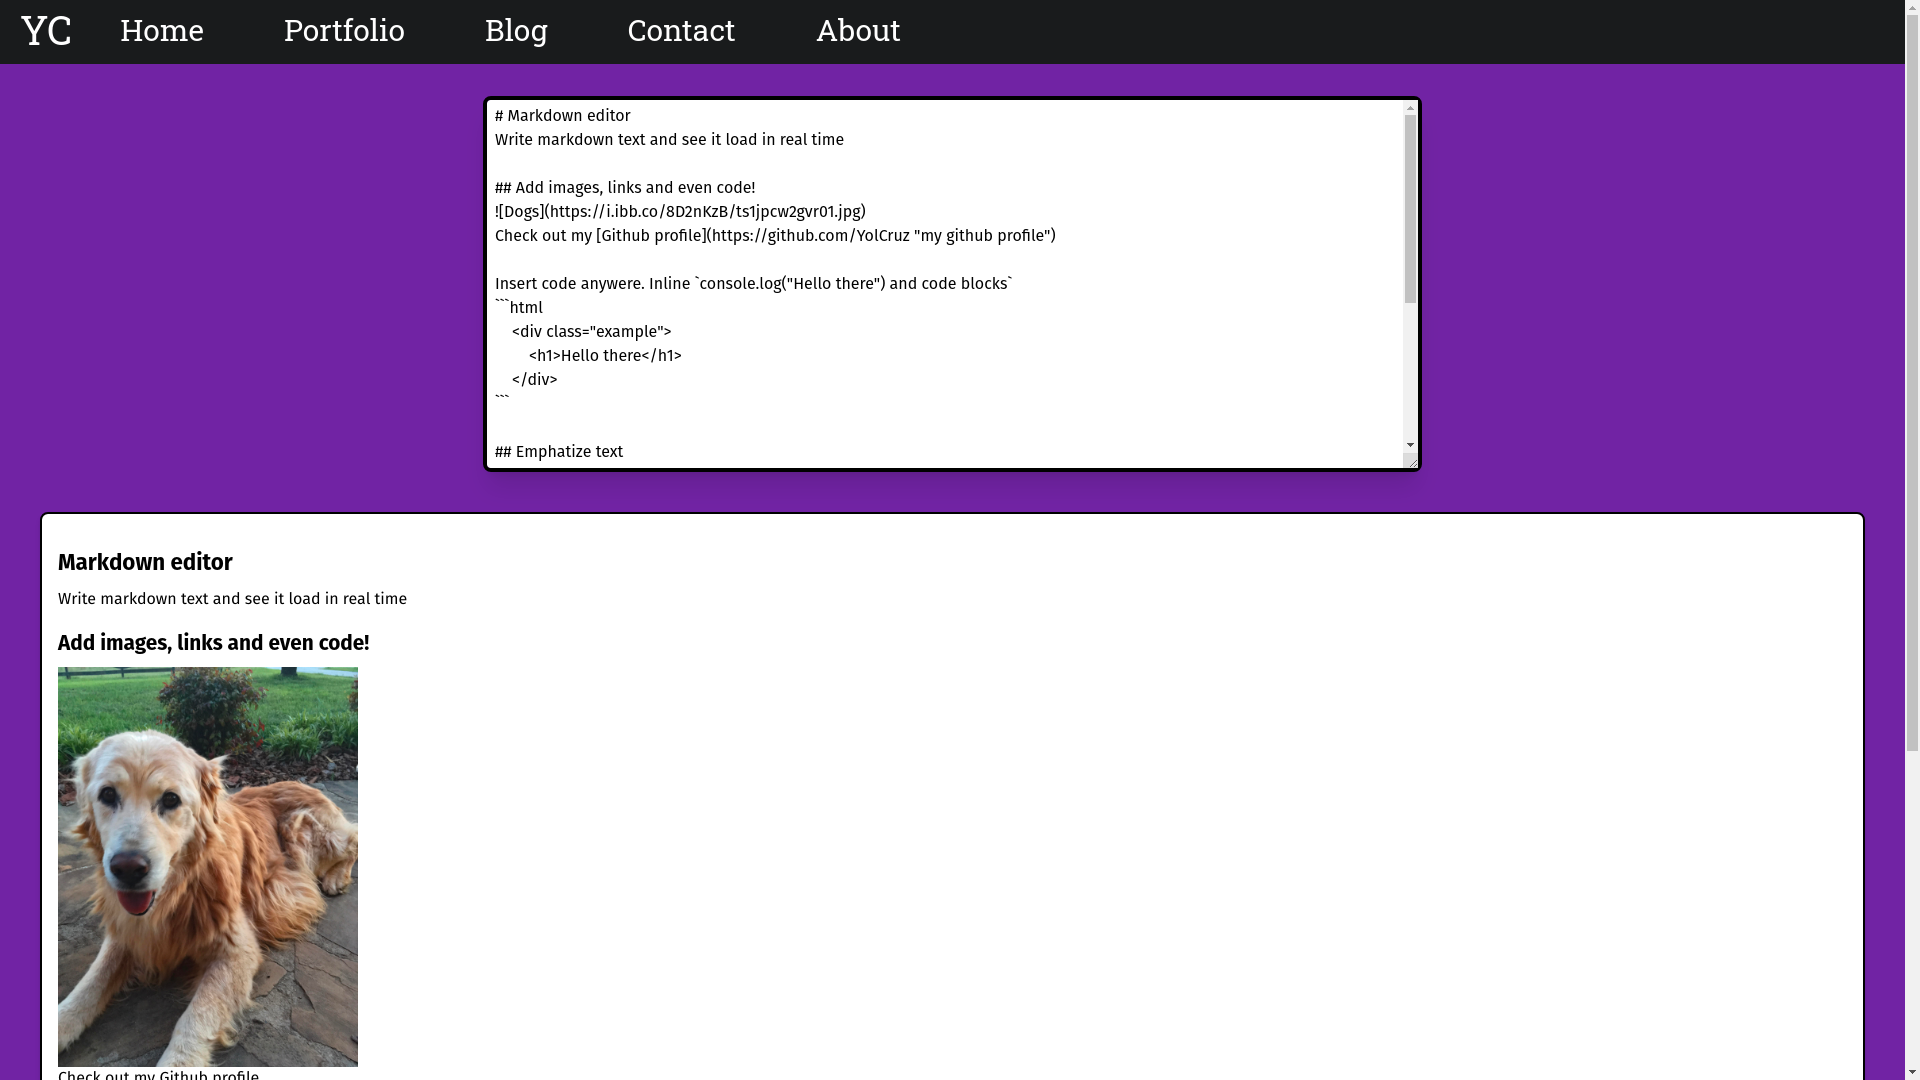 YC Home Portfolio Blog Contact About
# Markdown editor
Write markdown text and see it load in real time
## Add images, links and even code!
![Dogs](https://i.ibb.co/8D2nKzB/ts1jpcw2gvr01.jpg)
Check out my [Github profile](https://github.com/YolCruz "my github profile")
Insert code anywere. Inline `console.log("Hello there") and code blocks`
```html
<div class="example">
<h1>Hello there</h1>
</div>
```
## Emphatize text
Markdown editor
Write markdown text and see it load in real time
Add images, links and even code!
Check out my Github profile